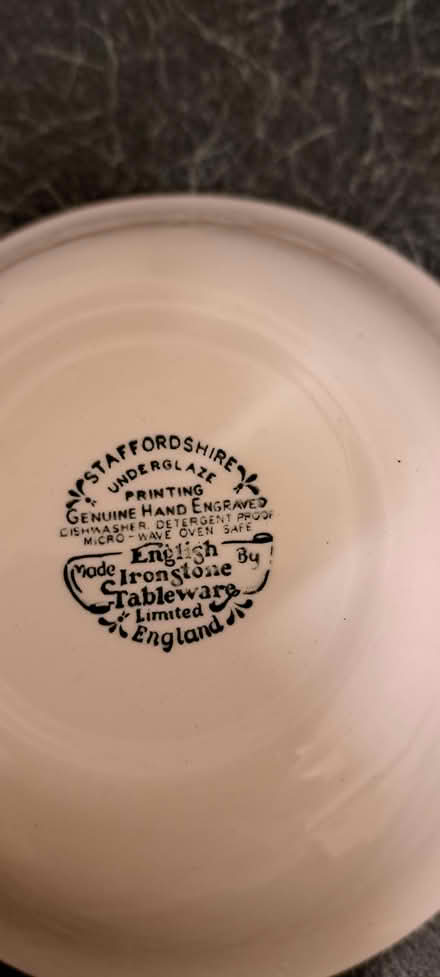 STAFFORDSHIRE
UNDERGLAZE
PRINTING
GENUINE HAND ENGRAVED
DISHWASHER, DETERGENT PROOF
MICRO-WAVE OVEN SAFE
Made English By
Ironstone
Tableware
Limited
England